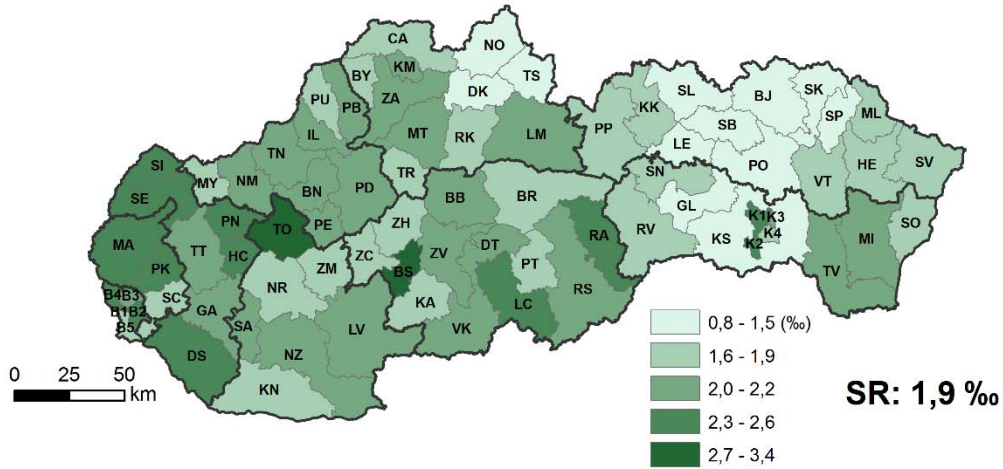 CA
NO
BY
KM
TS
PU
PB
ZA
DK
SL
BJ
SK
KK
SP
ML
IL
MT
RK
LM
PP
SB
TN
LE
PO
HE
SV
SI
MY
NM
BN
PD
TR
SN
VT
SE
BB
BR
GL
PN
TO
PE
ZH
K1
K3
SO
MA
TT
HC
DT
RA
RV
KS
K4
MI
PK
ZM
ZC
BS
ZV
PT
K2
TV
B4
B3
SC
NR
KA
RS
B1
B2
GA
LC
B5
SA
LV
VK
DS
NZ
KN
0 25 50
km
0,8 - 1,5 (‰)
1,6 - 1,9
2,0 - 2,2
2,3 - 2,6
2,7 - 3,4
SR: 1,9 ‰